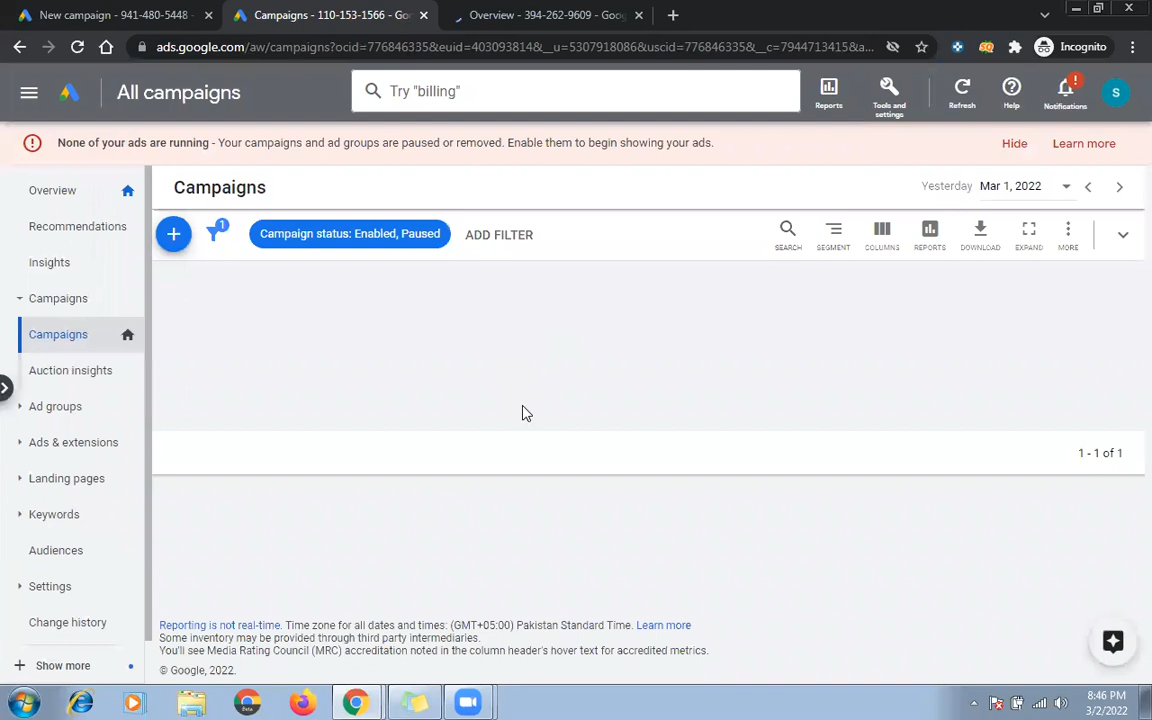 New campaign - 941-480-5448 -
Campaigns - 110-153-1566 - Goo
Overview - 394-262-9609 - Goog
ads.google.com/aw/campaigns?ocid=776846335&euid=403093814&__u=5307918086&uscid=776846335&__c=7944713415&a...
Incognito
All campaigns
Try "billing"
Reports
Tools and settings
Refresh
Help
!
Notifications
S
None of your ads are running - Your campaigns and ad groups are paused or removed. Enable them to begin showing your ads.
Hide
Learn more
Overview
Recommendations
Insights
Campaigns
Campaigns
Auction insights
Ad groups
Ads & extensions
Landing pages
Keywords
Audiences
Settings
Change history
Show more
Campaigns
Yesterday Mar 1, 2022
1
Campaign status: Enabled, Paused
ADD FILTER
SEARCH
SEGMENT
COLUMNS
REPORTS
DOWNLOAD
EXPAND
MORE
1 - 1 of 1
Reporting is not real-time. Time zone for all dates and times: (GMT+05:00) Pakistan Standard Time. Learn more
Some inventory may be provided through third party intermediaries.
You'll see Media Rating Council (MRC) accreditation noted in the column header's hover text for accredited metrics.
© Google, 2022.
8:46 PM
3/2/2022